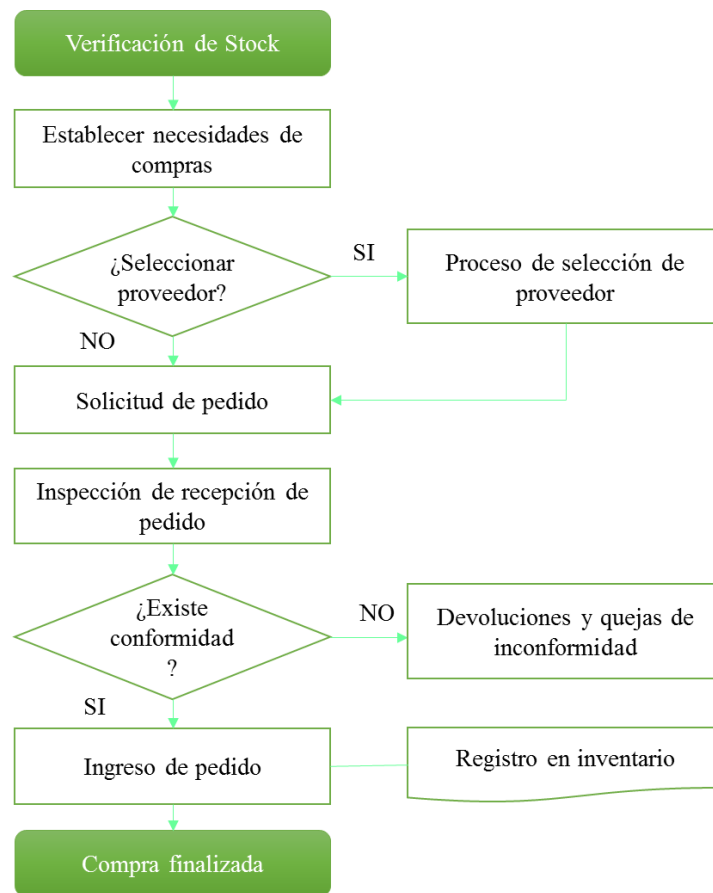 Verificación de Stock
Establecer necesidades de
compras
¿Seleccionar
proveedor?
SI
Proceso de selección de
proveedor
NO
Solicitud de pedido
Inspección de recepción de
pedido
¿Existe
conformidad
?
NO
Devoluciones y quejas de
inconformidad
SI
Ingreso de pedido
Registro en inventario
Compra finalizada